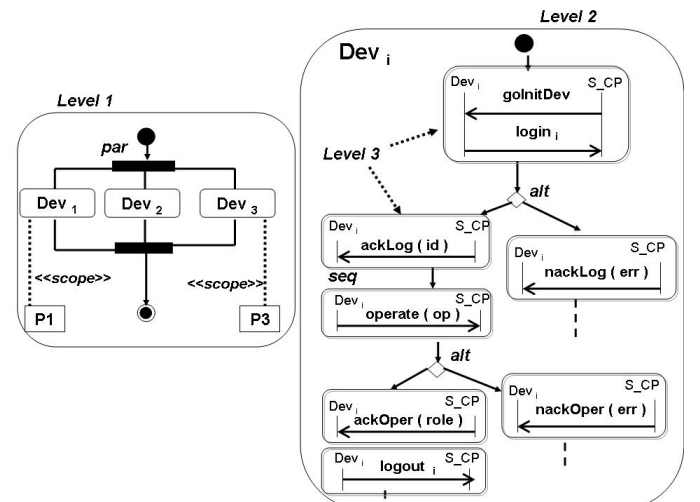 Level 2
Dev i
Dev i S_CP
goInitDev
login i
Level 1
par
Dev 1 Dev 2 Dev 3
<<scope>> <<scope>>
P1 P3
Level 3
alt
Dev i S_CP
ackLog ( id )
Dev i S_CP
nackLog ( err )
seq
Dev i S_CP
operate ( op )
alt
Dev i S_CP
ackOper ( role )
Dev i S_CP
nackOper ( err )
Dev i S_CP
logout i